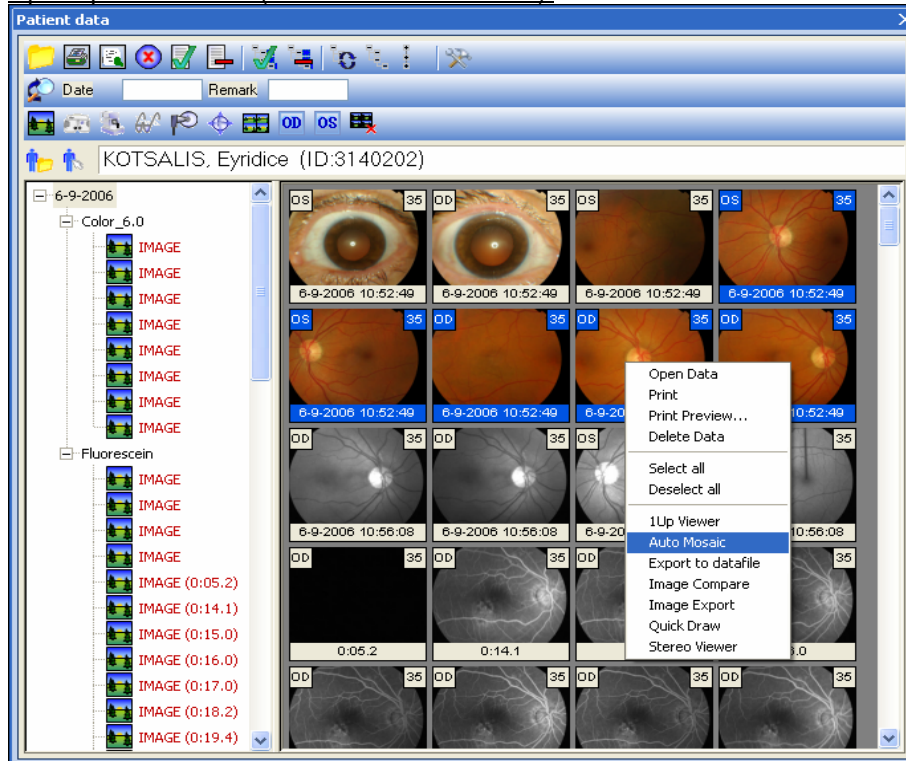 Patient data
Date Remark
OD OS
KOTSALIS, Eyridice (ID:3140202)
6-9-2006
Color_6.0
IMAGE
IMAGE
IMAGE
IMAGE
IMAGE
IMAGE
IMAGE
IMAGE
Fluorescein
IMAGE
IMAGE
IMAGE
IMAGE
IMAGE (0:05.2)
IMAGE (0:14.1)
IMAGE (0:15.0)
IMAGE (0:16.0)
IMAGE (0:17.0)
IMAGE (0:18.2)
IMAGE (0:19.4)
OS 35 OD 35 OS 35 OS 35
6-9-2006 10:52:49 6-9-2006 10:52:49 6-9-2006 10:52:49 6-9-2006 10:52:49
OS 35 OD 35 OD 35 OD 35
6-9-2006 10:52:49 6-9-2006 10:52:49 6-9-20 10:52:49
OD 35 OD 35 OS 35
6-9-2006 10:56:08 6-9-2006 10:56:08 6-9-20 10:56:08
OD 35 OD 35 OD
0:05.2 0:14.1
OD 35 OD 35 OD 35 OD 35
Open Data
Print
Print Preview...
Delete Data
Select all
Deselect all
1Up Viewer
Auto Mosaic
Export to datafile
Image Compare
Image Export
Quick Draw
Stereo Viewer